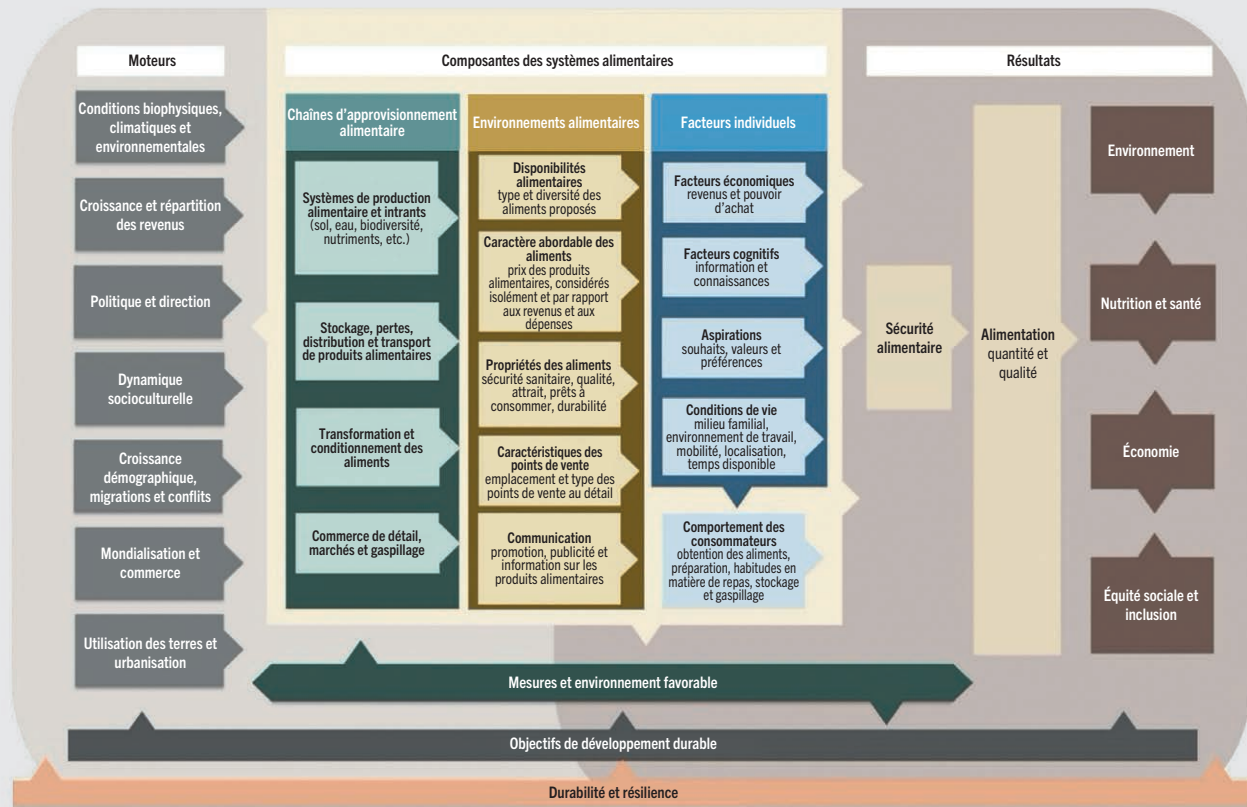 Moteurs
Conditions biophysiques,
climatiques et
environnementales
Croissance et répartition
des revenus
Politique et direction
Dynamique
socioculturelle
Croissance
démographique,
migrations et conflits
Mondialisation et
commerce
Utilisation des terres et
urbanisation
Composantes des systèmes alimentaires
Chaînes d'approvisionnement
alimentaire
Systèmes de production
alimentaire et intrants
(sol, eau, biodiversité,
nutriments, etc.)
Stockage, pertes,
distribution et transport
de produits alimentaires
Transformation et
conditionnement des
aliments
Commerce de détail,
marchés et gaspillage
Environnements alimentaires
Disponibilités
alimentaires
type et diversité des
aliments proposés
Caractère abordable des
aliments
prix des produits
alimentaires, considérés
isolément et par rapport
aux revenus et aux
dépenses
Propriétés des aliments
sécurité sanitaire, qualité,
attrait, prêts à
consommer, durabilité
Caractéristiques des
points de vente
emplacement et type des
points de vente au détail
Communication
promotion, publicité et
information sur les
produits alimentaires
Facteurs individuels
Facteurs économiques
revenus et pouvoir
d'achat
Facteurs cognitifs
information et
connaissances
Aspirations
souhaits, valeurs et
préférences
Conditions de vie
milieu familial,
environnement de travail,
mobilité, localisation,
temps disponible
Comportement des
consommateurs
obtention des aliments,
préparation, habitudes en
matière de repas, stockage
et gaspillage
Résultats
Sécurité
alimentaire
Alimentation
quantité et
qualité
Environnement
Nutrition et santé
Économie
Équité sociale et
inclusion
Mesures et environnement favorable
Objectifs de développement durable
Durabilité et résilience